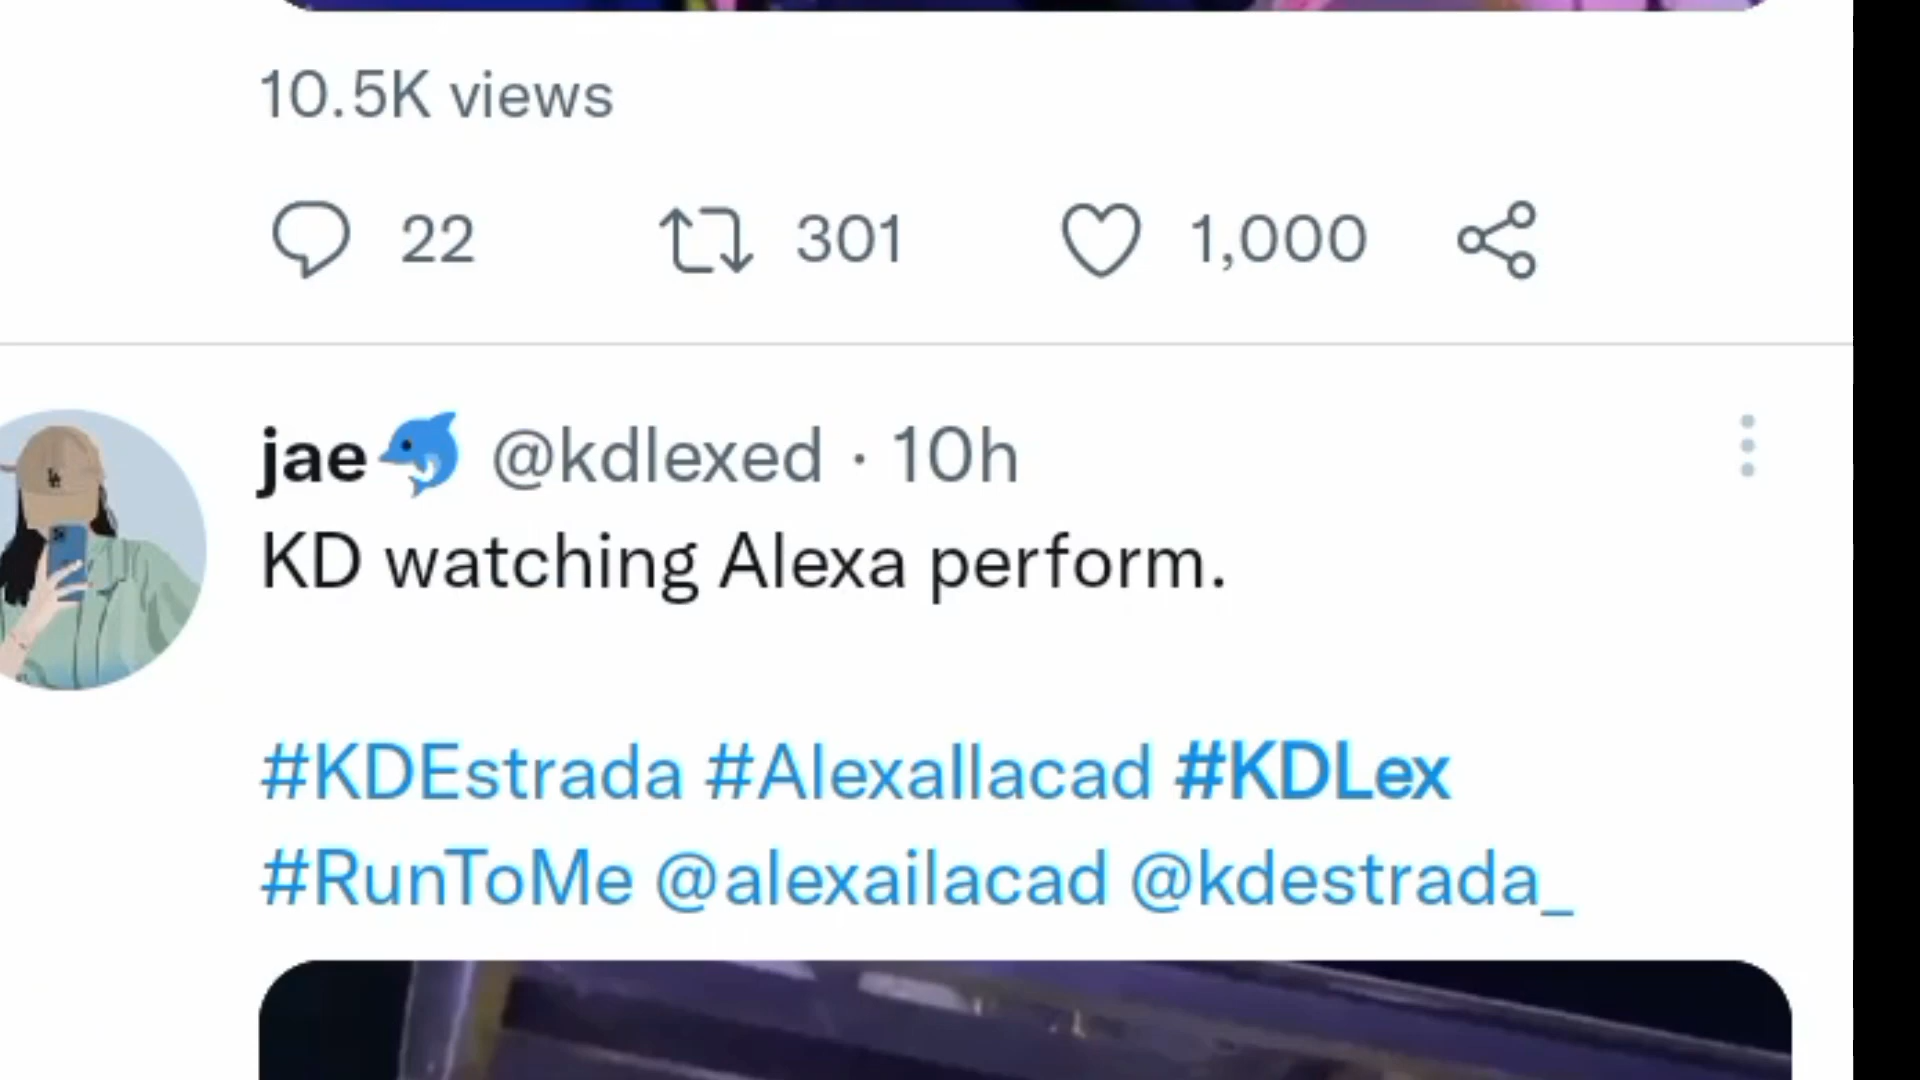 10.5K views
22 301 1,000
jae🐬 @kdlexed · 10h
KD watching Alexa perform.
#KDEstrada #AlexaIlacad #KDLex
#RunToMe @alexailacad @kdestrada_